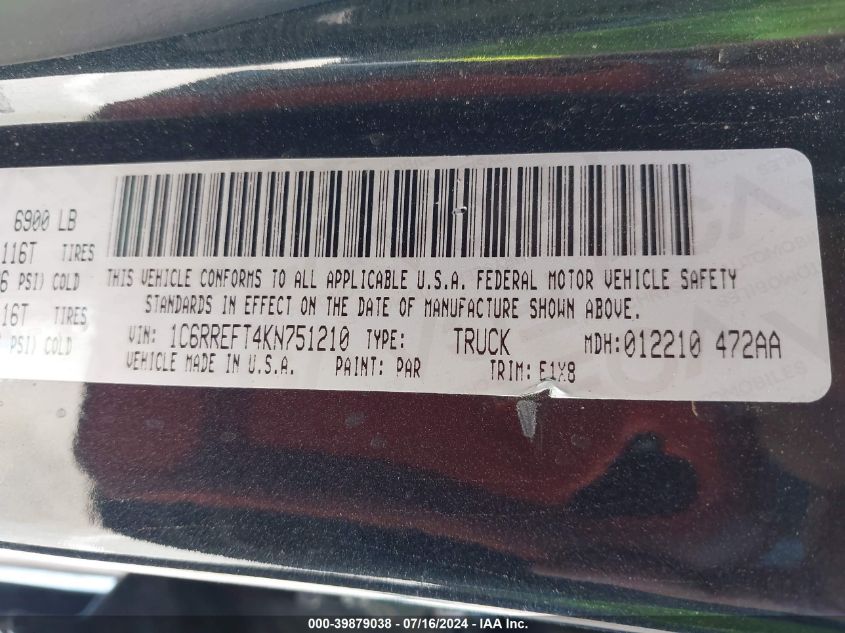 6900 LB
116T TIRES
PSI) COLD
16T TIRES
PSI) COLD
THIS VEHICLE CONFORMS TO ALL APPLICABLE U.S.A. FEDERAL MOTOR VEHICLE SAFETY
STANDARDS IN EFFECT ON THE DATE OF MANUFACTURE SHOWN ABOVE.
VIN: 1C6RREFT4KN751210 TYPE: TRUCK MDH:012210 472AA
VEHICLE MADE IN U.S.A. PAINT: PAR TRIM: E1X8
000-39879038 - 07/16/2024 - IAA Inc.